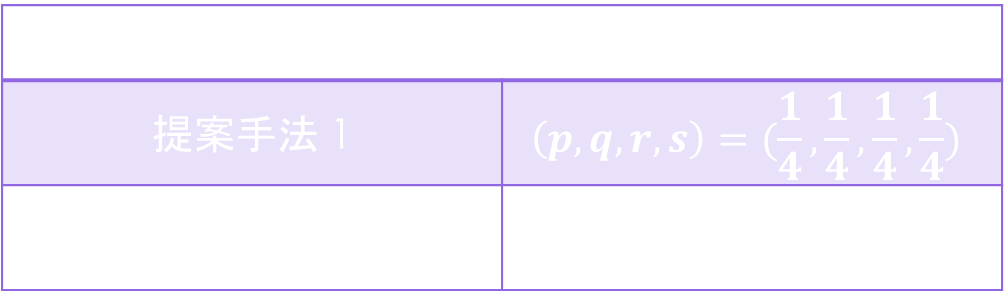 提案手法1
(p, q, r, s) = (1/4, 1/4, 1/4, 1/4)